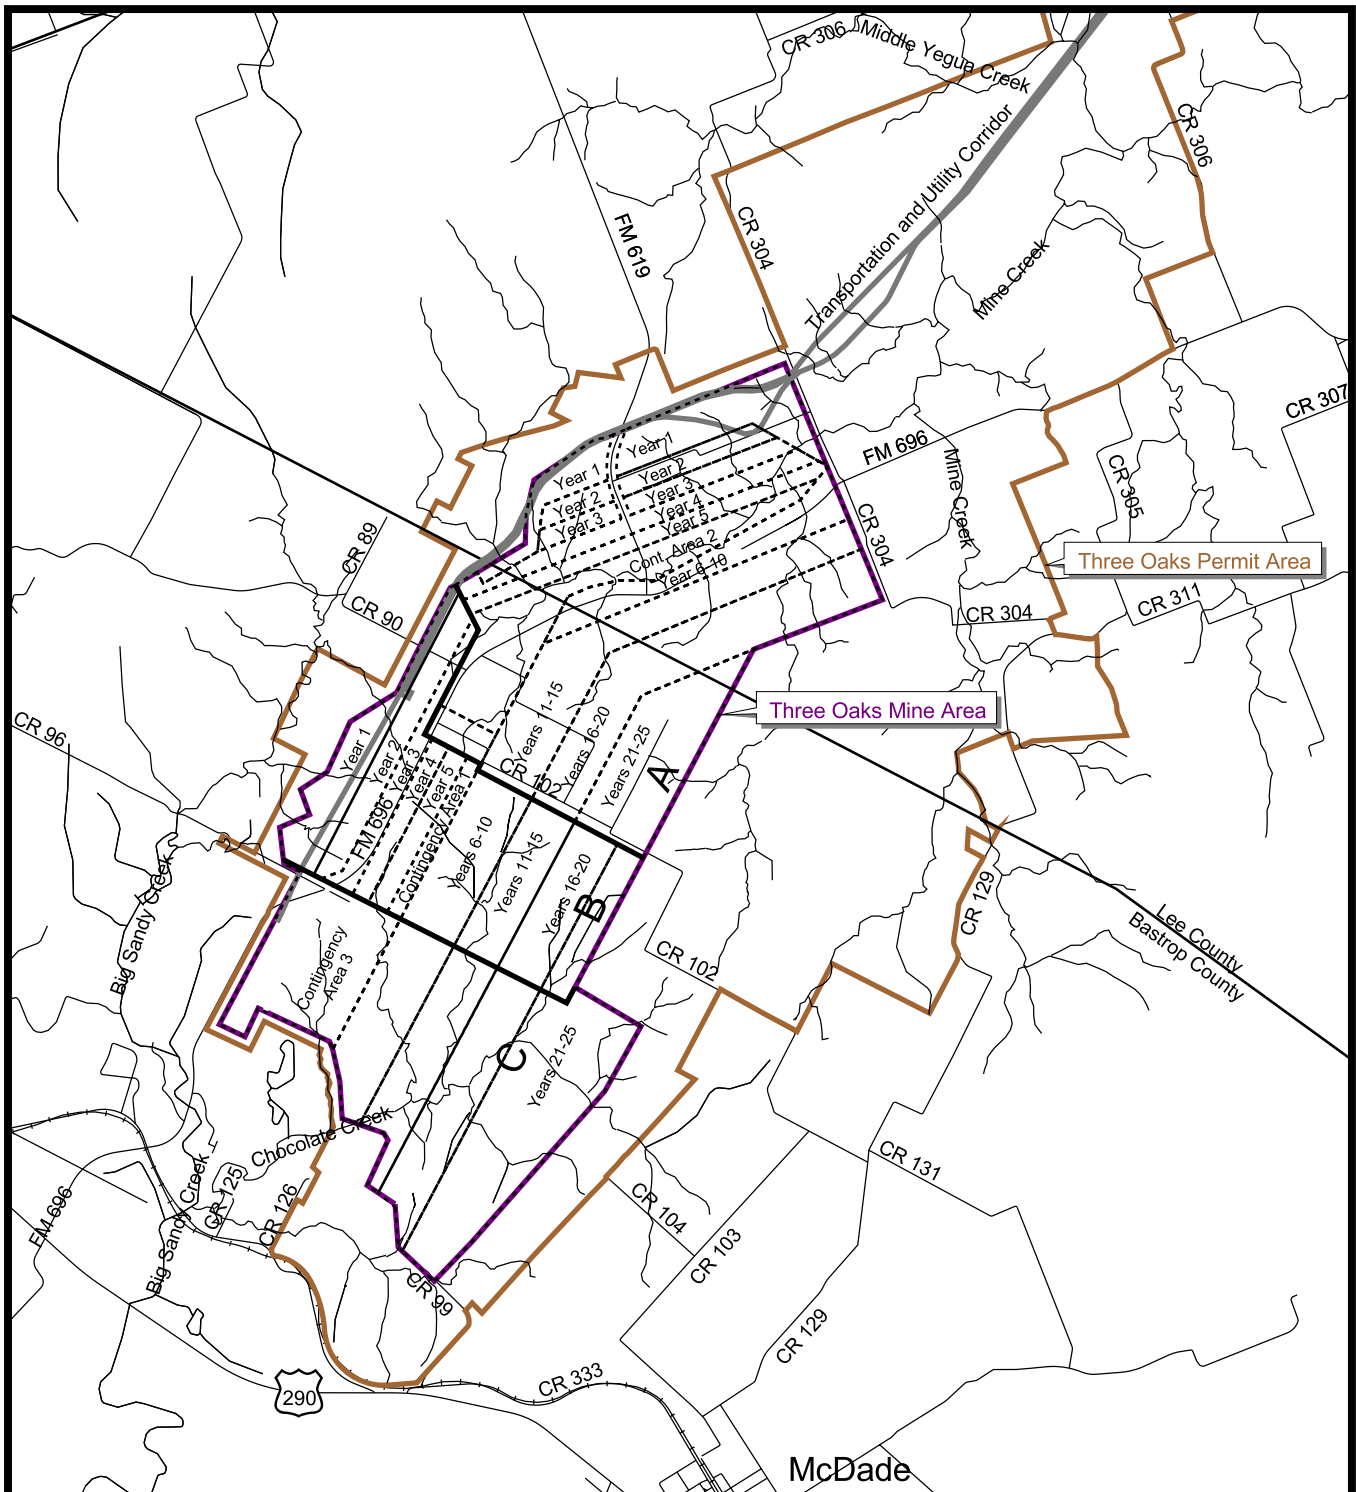 CR 306
Middle Yegua Creek
CR 306
Transportation and Utility Corridor
FM 619
CR 304
Mine Creek
CR 307
FM 696
Mine Creek
CR 305
Year 1
Year 1
Year 2
Year 2
Year 3
Year 3
Year 4
Year 5
Cont. Area 2
Year 6-10
CR 304
CR 89
Three Oaks Permit Area
CR 90
CR 304
CR 311
CR 96
Three Oaks Mine Area
Years 11-15
Years 16-20
Years 21-25
A
Year 1
Year 2
Year 3
Year 4
Year 5
CR 102
FM 696
Contingency Area 1
Years 6-10
Years 11-15
Years 16-20
B
Big Sandy Creek
CR 129
Lee County
Bastrop County
CR 102
Contingency
Area 3
C
Years 21-25
Chocolate Creek
CR 131
Big Sandy Creek
CR 125
CR 126
FM 696
CR 104
CR 103
CR 99
CR 129
CR 333
290
McDade